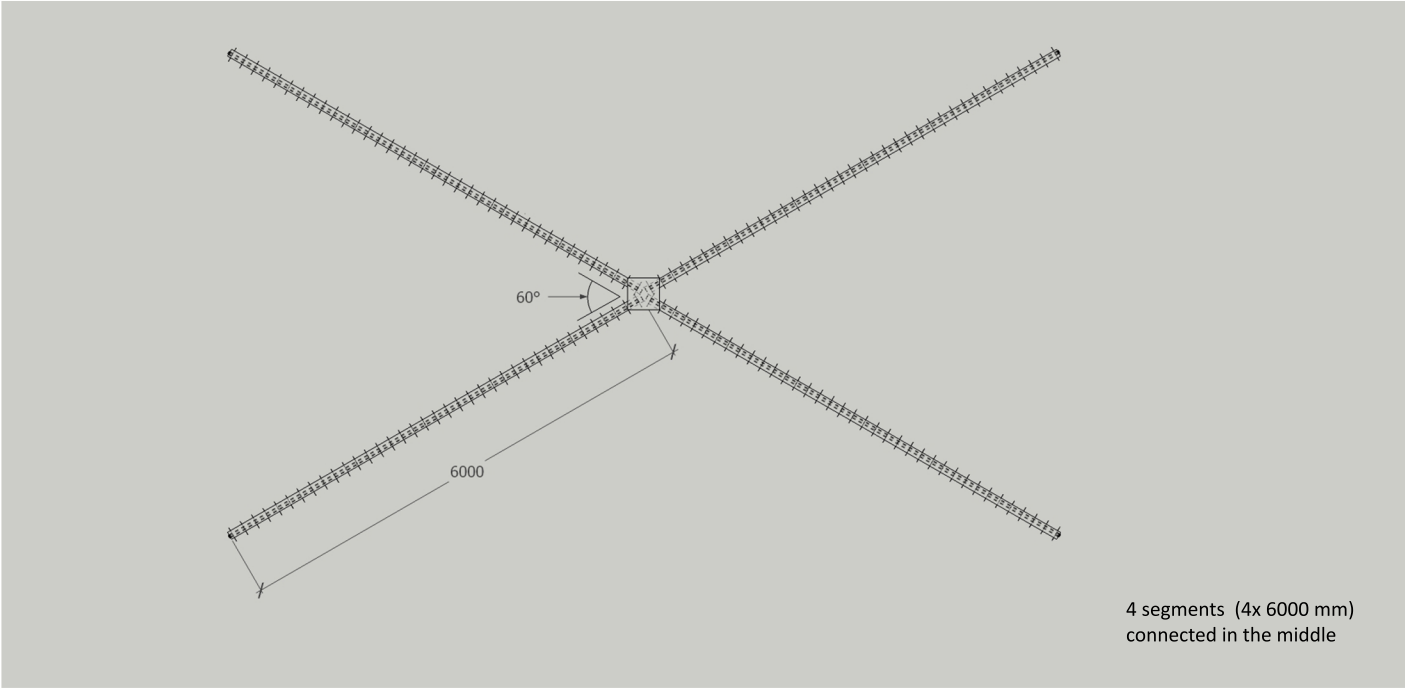 60º
6000
4 segments  (4x 6000 mm)
connected in the middle